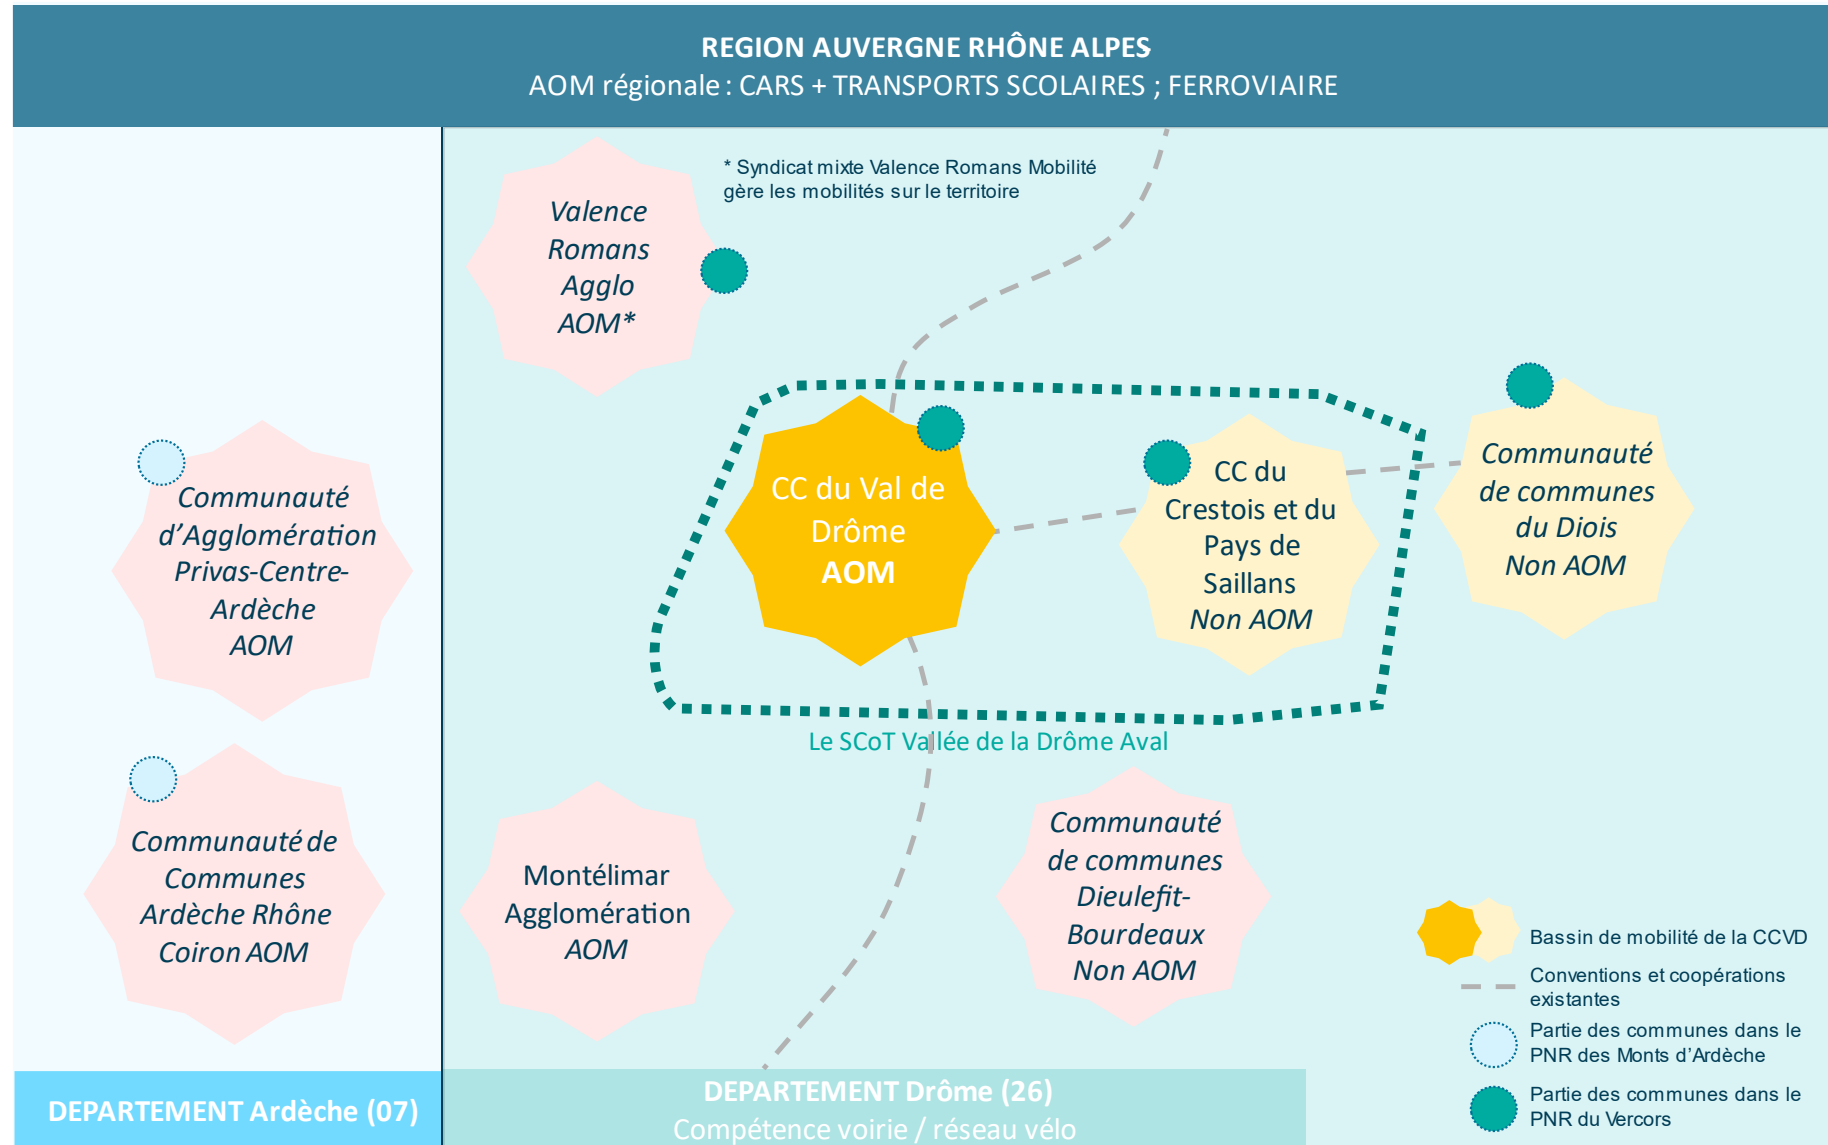 REGION AUVERGNE RHÔNE ALPES
AOM régionale : CARS + TRANSPORTS SCOLAIRES ; FERROVIAIRE
* Syndicat mixte Valence Romans Mobilité
gère les mobilités sur le territoire
Valence
Romans
Agglo
AOM*
Communauté
d'Agglomération
Privas-Centre-
Ardèche
AOM
CC du Val de
Drôme
AOM
CC du
Crestois et du
Pays de
Saillans
Non AOM
Communauté
de communes
du Diois
Non AOM
Le SCoT Vallée de la Drôme Aval
Communauté de
Communes
Ardèche Rhône
Coiron AOM
Montélimar
Agglomération
AOM
Communauté
de communes
Dieulefit-
Bourdeaux
Non AOM
Bassin de mobilité de la CCVD
Conventions et coopérations
existantes
Partie des communes dans le
PNR des Monts d'Ardèche
Partie des communes dans le
PNR du Vercors
DEPARTEMENT Ardèche (07)
DEPARTEMENT Drôme (26)
Compétence voirie / réseau vélo